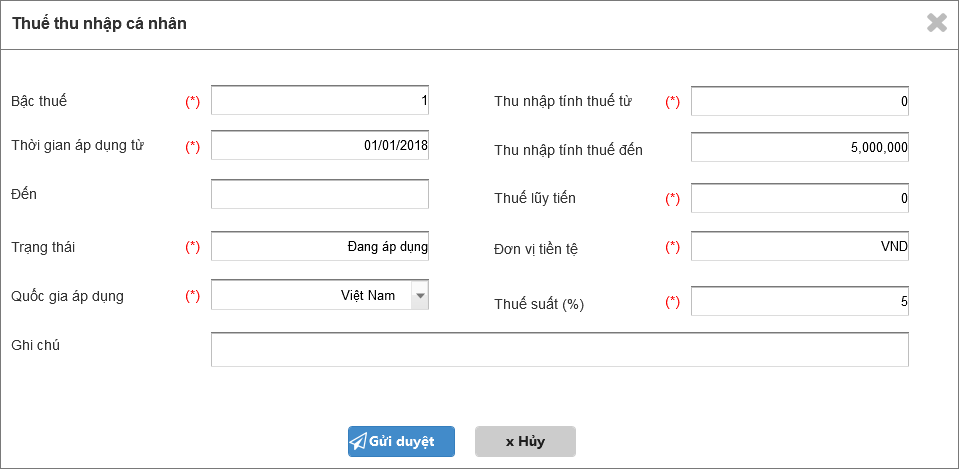 Thuế thu nhập cá nhân
Bậc thuế (*) 1 Thu nhập tính thuế từ (*) 0
Thời gian áp dụng từ (*) 01/01/2018 Thu nhập tính thuế đến 5,000,000
Đến Thuế lũy tiến (*) 0
Trạng thái (*) Đang áp dụng Đơn vị tiền tệ (*) VND
Quốc gia áp dụng (*) Việt Nam Thuế suất (%) (*) 5
Ghi chú
Gửi duyệt x Hủy